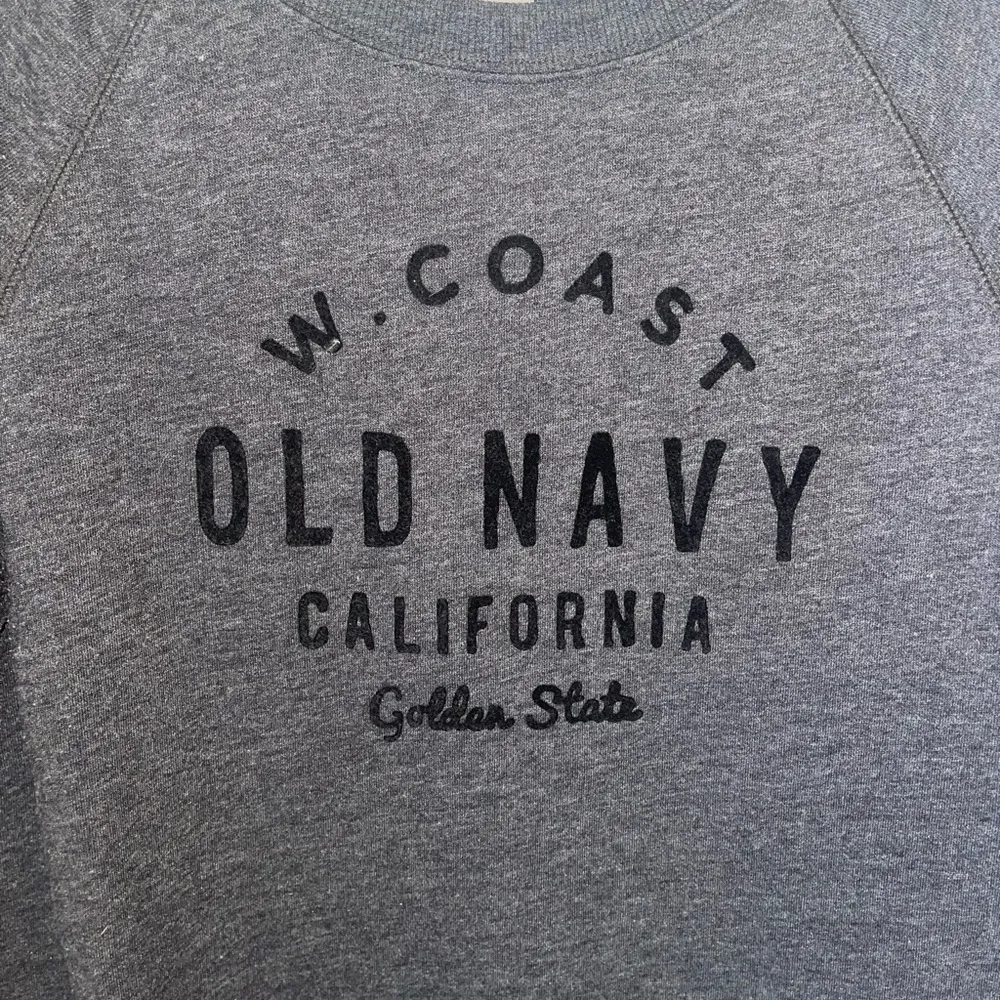 W. COAST
OLD NAVY
CALIFORNIA
Golden State